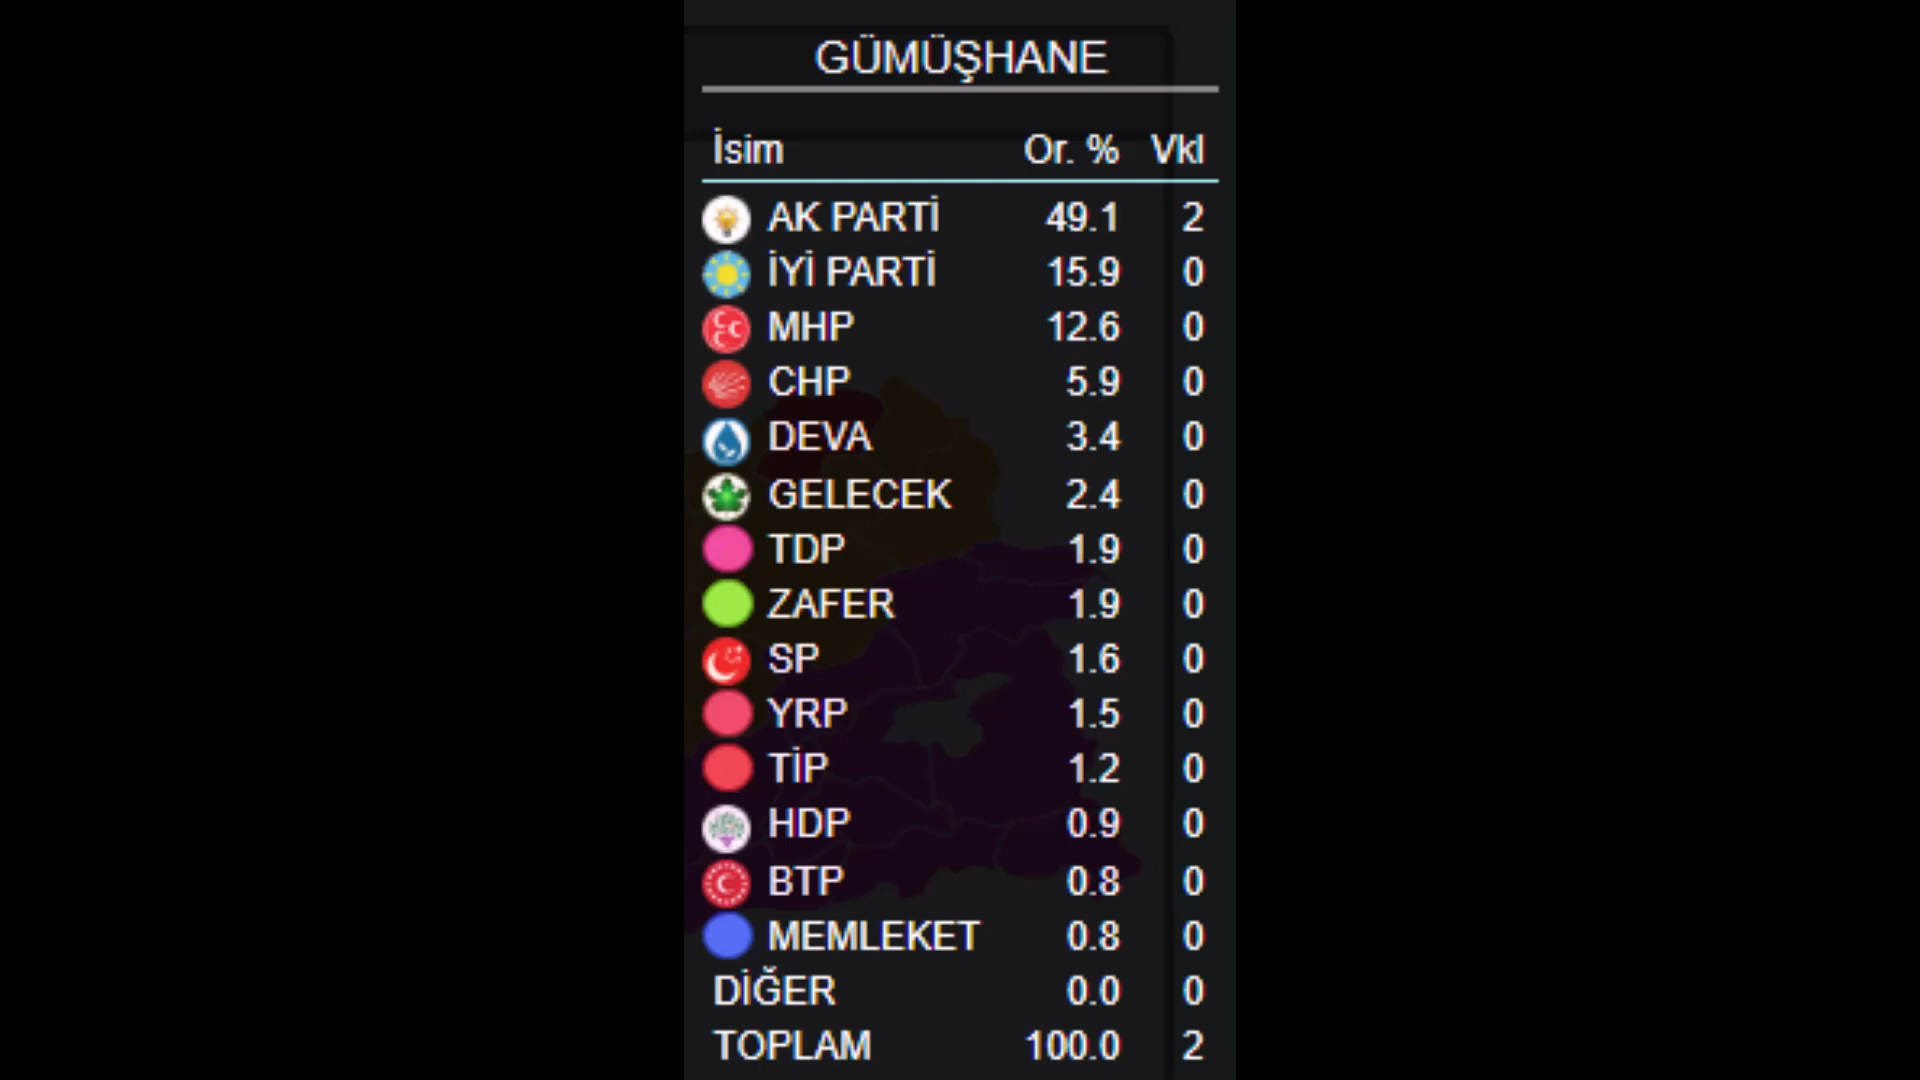 GÜMÜŞHANE
İsim Or. % Vkl
AK PARTİ 49.1 2
İYİ PARTİ 15.9 0
MHP 12.6 0
CHP 5.9 0
DEVA 3.4 0
GELECEK 2.4 0
TDP 1.9 0
ZAFER 1.9 0
SP 1.6 0
YRP 1.5 0
TİP 1.2 0
HDP 0.9 0
BTP 0.8 0
MEMLEKET 0.8 0
DİĞER 0.0 0
TOPLAM 100.0 2